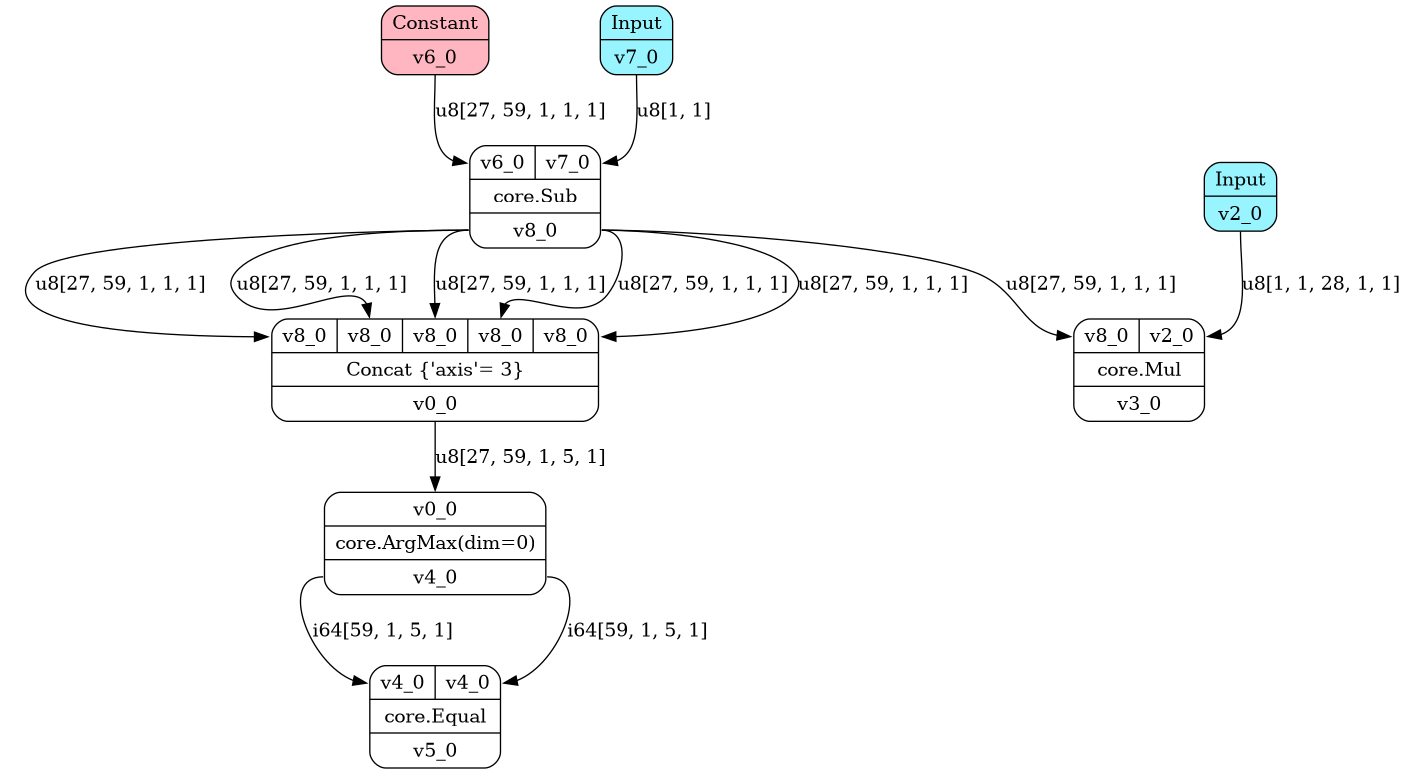 Constant
v6_0
Input
v7_0
u8[27, 59, 1, 1, 1]
u8[1, 1]
v6_0 v7_0
core.Sub
v8_0
Input
v2_0
u8[27, 59, 1, 1, 1]
u8[27, 59, 1, 1, 1]
u8[27, 59, 1, 1, 1]
u8[27, 59, 1, 1, 1]
u8[27, 59, 1, 1, 1]
u8[27, 59, 1, 1, 1]
u8[1, 1, 28, 1, 1]
v8_0 v8_0 v8_0 v8_0 v8_0
Concat {'axis'= 3}
v0_0
v8_0 v2_0
core.Mul
v3_0
u8[27, 59, 1, 5, 1]
v0_0
core.ArgMax(dim=0)
v4_0
i64[59, 1, 5, 1]
i64[59, 1, 5, 1]
v4_0 v4_0
core.Equal
v5_0